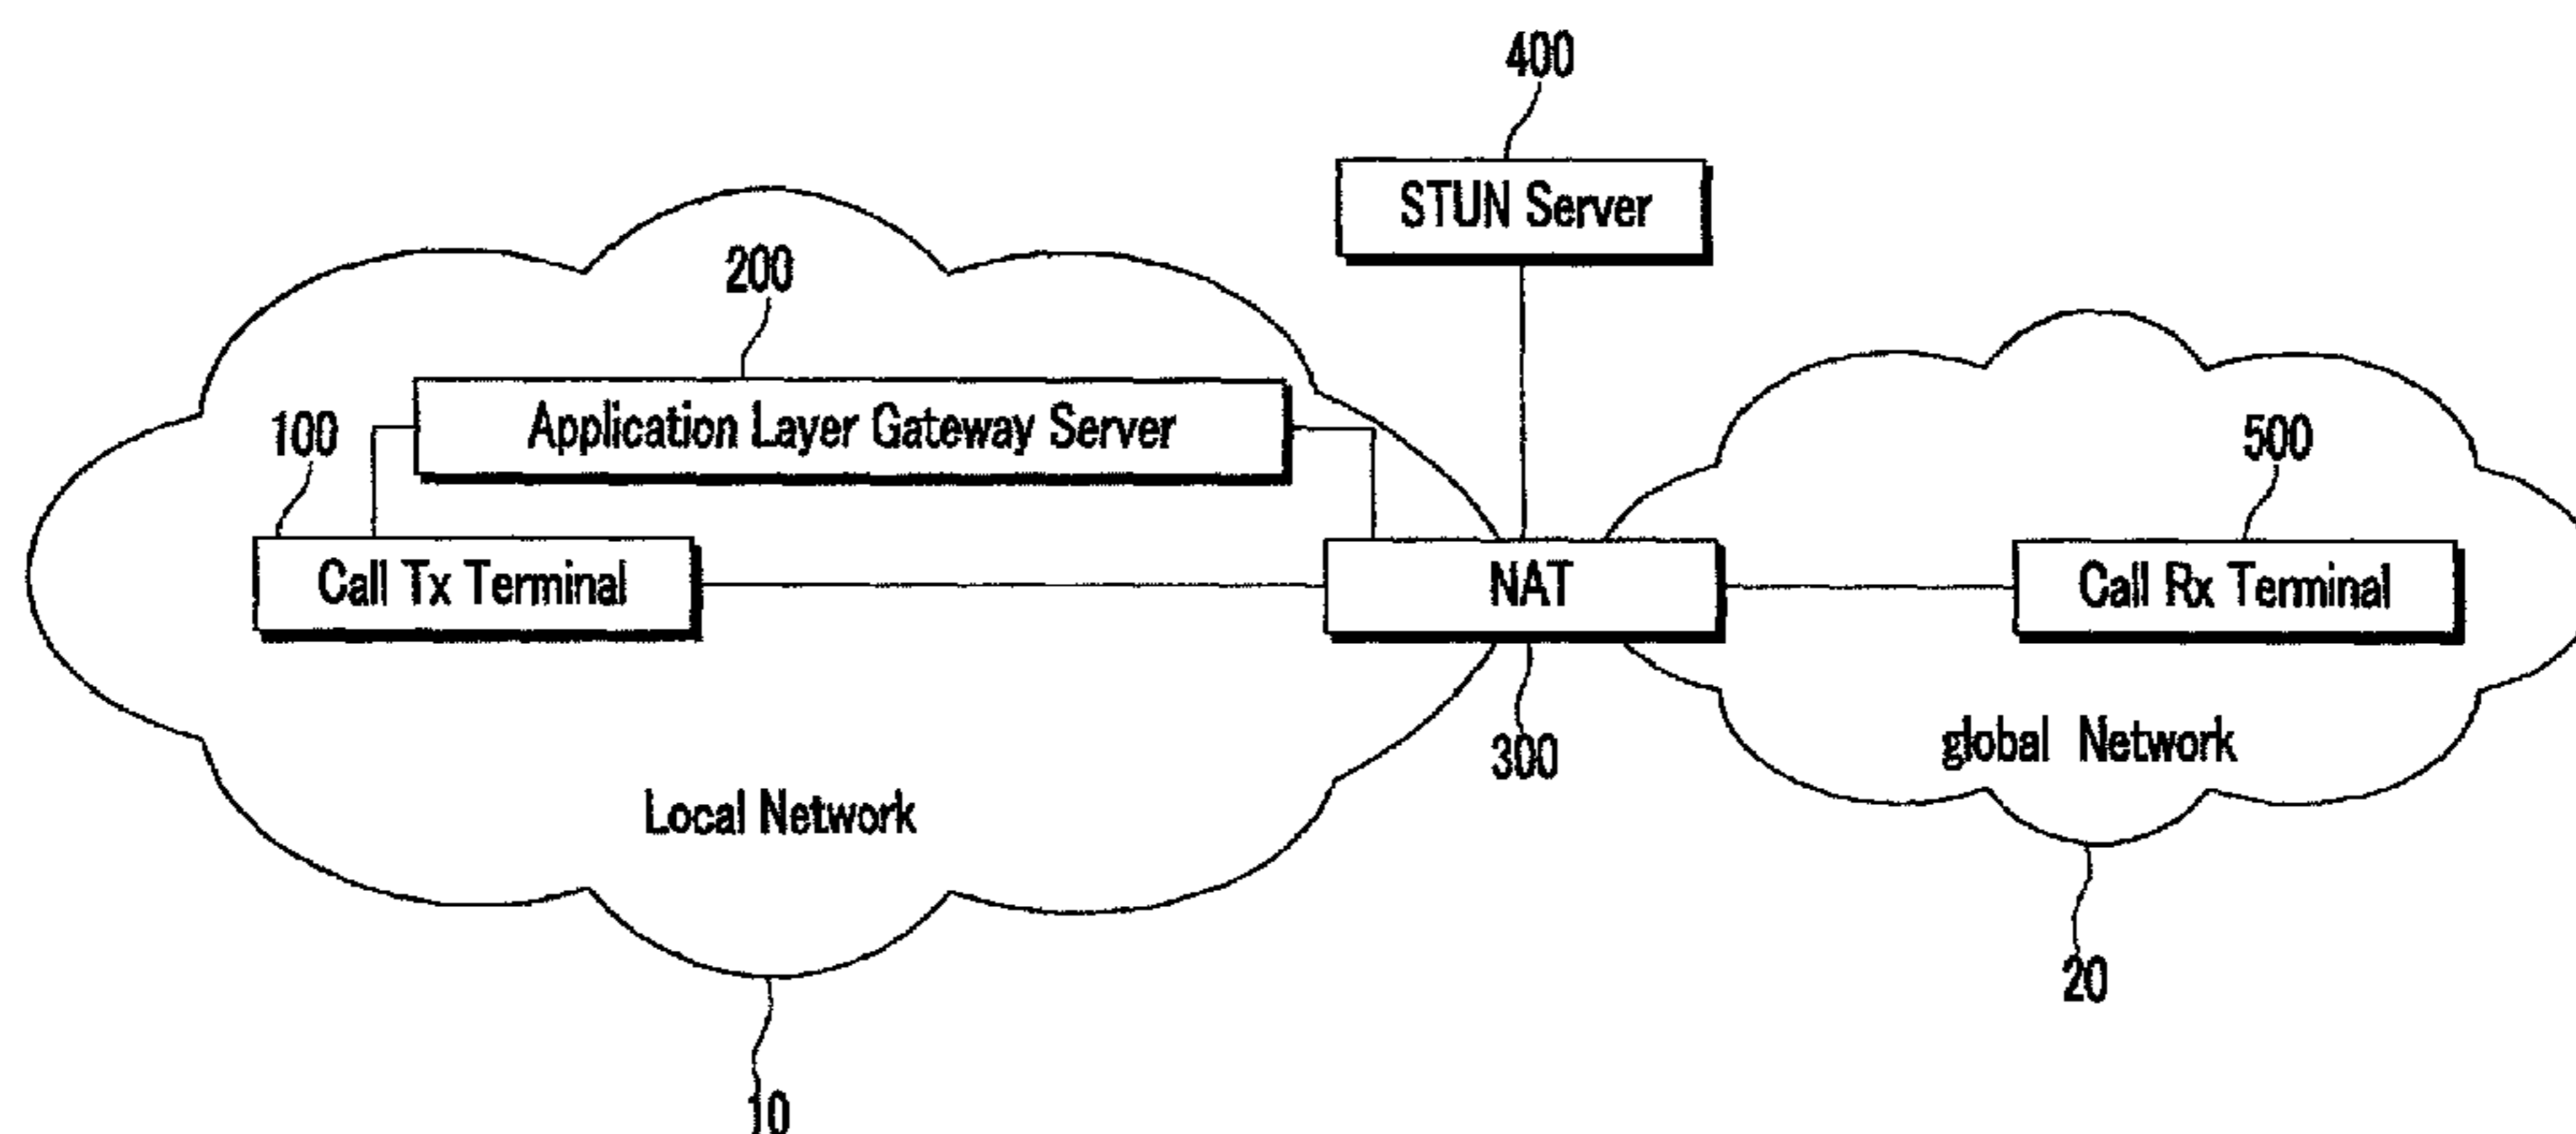 400
STUN Server
200
Application Layer Gateway Server
100
500
Call Tx Terminal
NAT
Call Rx Terminal
300
global Network
Local Network
20
10